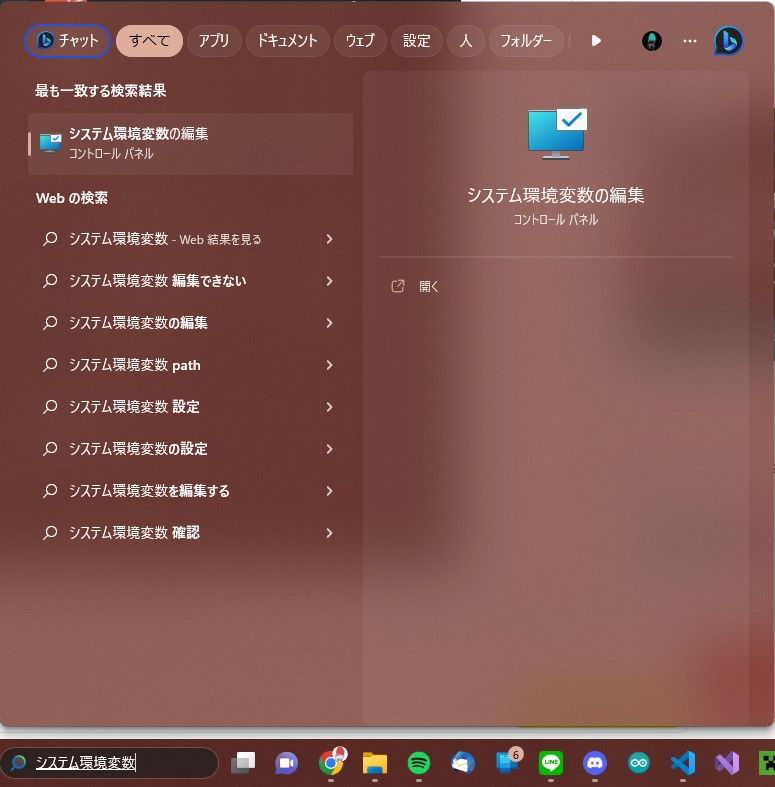 チャット
すべて
アプリ
ドキュメント
ウェブ
設定
人
フォルダー
最も一致する検索結果
システム環境変数の編集
コントロール パネル
Web の検索
システム環境変数 - Web 結果を見る
システム環境変数 編集できない
システム環境変数の編集
システム環境変数 path
システム環境変数 設定
システム環境変数の設定
システム環境変数を編集する
システム環境変数 確認
システム環境変数の編集
コントロール パネル
開く
システム環境変数
6
LINE